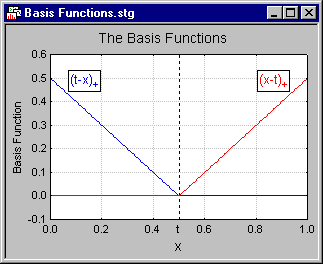 Basis Functions.stg
The Basis Functions
0.6
0.5
0.4
0.3
0.2
0.1
0.0
-0.1
Basis Function
(t-x)+
(x-t)+
0.0 0.2 0.4 t 0.6 0.8 1.0
X